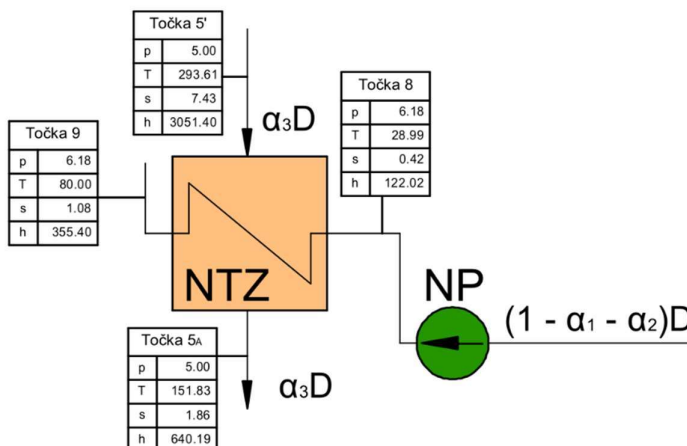 Točka 5'
p 5.00
T 293.61
s 7.43
h 3051.40
α₃D
Točka 8
p 6.18
T 28.99
s 0.42
h 122.02
Točka 9
p 6.18
T 80.00
s 1.08
h 355.40
NTZ
NP
(1 - α₁ - α₂)D
Točka 5A
p 5.00
T 151.83
s 1.86
h 640.19
α₃D